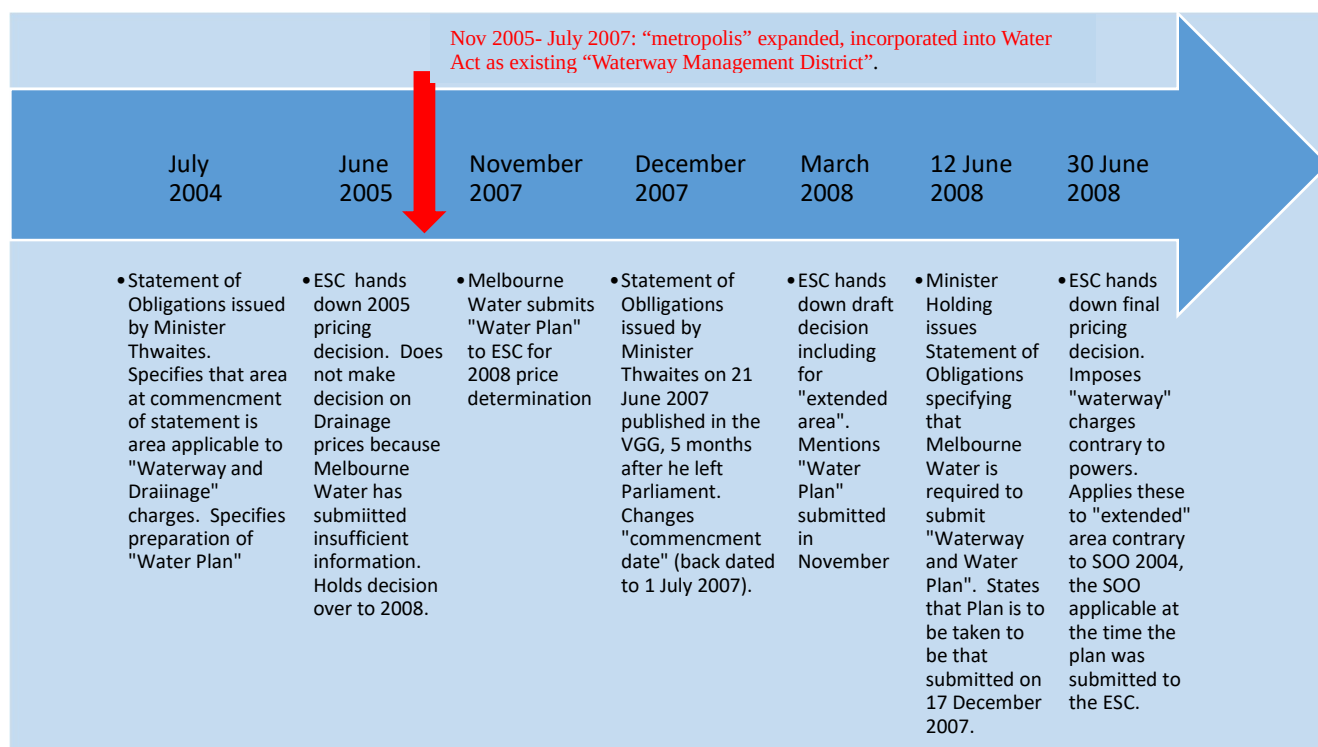 Nov 2005- July 2007: “metropolis” expanded, incorporated into Water
Act as existing “Waterway Management District”.
July
2004
June
2005
November
2007
December
2007
March
2008
12 June
2008
30 June
2008
•Statement of
Obligations issued
by Minister
Thwaites.
Specifies that area
at commencment
of statement is
area applicable to
"Waterway and
Draiinage"
charges. Specifies
preparation of
"Water Plan"
•ESC hands
down 2005
pricing
decision. Does
not make
decision on
Drainage
prices because
Melbourne
Water has
submiitted
insufficient
information.
Holds decision
over to 2008.
•Melbourne
Water submits
"Water Plan"
to ESC for
2008 price
determination
•Statement of
Oblligations
issued by
Minister
Thwaites on 21
June 2007
published in the
VGG, 5 months
after he left
Parliament.
Changes
"commencment
date" (back dated
to 1 July 2007).
•ESC hands
down draft
decision
including
for
"extended
area".
Mentions
"Water
Plan"
submitted
in
November
•Minister
Holding
issues
Statement of
Obligations
specifying
that
Melbourne
Water is
required to
submit
"Waterway
and Water
Plan". States
that Plan is to
be taken to
be that
submitted on
17 December
2007.
•ESC hands
down final
pricing
decision.
Imposes
"waterway"
charges
contrary to
powers.
Applies these
to "extended"
area contrary
to SOO 2004,
the SOO
applicable at
the time the
plan was
submitted to
the ESC.